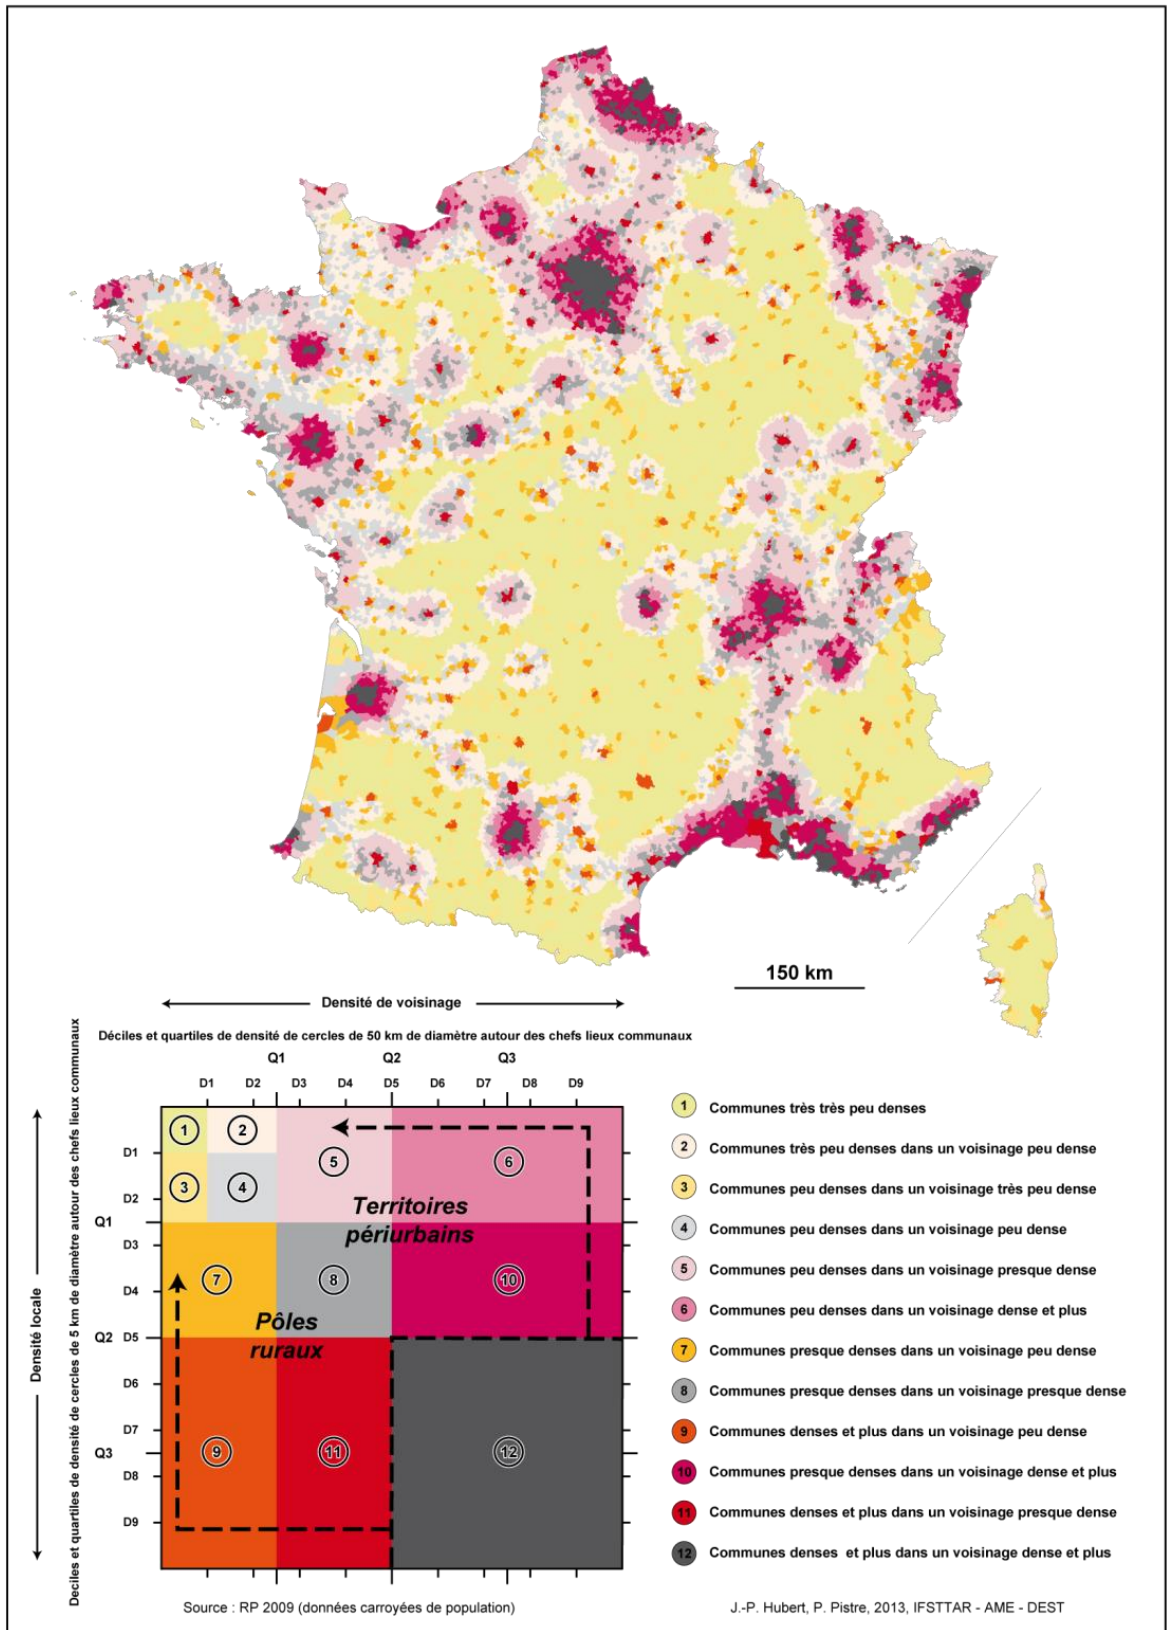 150 km
Densité de voisinage
Déciles et quartiles de densité de cercles de 50 km de diamètre autour des chefs lieux communaux
Q1 Q2 Q3
D1 D2 D3 D4 D5 D6 D7 D8 D9
Densité locale
Deciles et quartiles de densité de cercles de 5 km de diamètre autour des chefs lieux communaux
D1
D2
Q1
D3
D4
Q2 D5
D6
D7
Q3
D8
D9
1 2
5 6
3 4
Territoires
périurbains
7 8 10
Pôles
ruraux
9 11 12
1 Communes très très peu denses
2 Communes très peu denses dans un voisinage peu dense
3 Communes peu denses dans un voisinage très peu dense
4 Communes peu denses dans un voisinage peu dense
5 Communes peu denses dans un voisinage presque dense
6 Communes peu denses dans un voisinage dense et plus
7 Communes presque denses dans un voisinage peu dense
8 Communes presque denses dans un voisinage presque dense
9 Communes denses et plus dans un voisinage peu dense
10 Communes presque denses dans un voisinage dense et plus
11 Communes denses et plus dans un voisinage presque dense
12 Communes denses et plus dans un voisinage dense et plus
Source : RP 2009 (données carroyées de population)
J.-P. Hubert, P. Pistre, 2013, IFSTTAR - AME - DEST